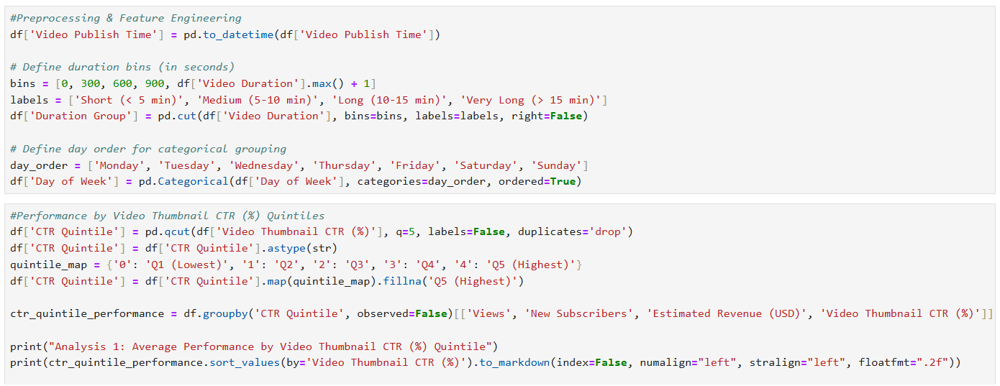 #Preprocessing & Feature Engineering
df['Video Publish Time'] = pd.to_datetime(df['Video Publish Time'])
# Define duration bins (in seconds)
bins = [0, 300, 600, 900, df['Video Duration'].max() + 1]
labels = ['Short (< 5 min)', 'Medium (5-10 min)', 'Long (10-15 min)', 'Very Long (> 15 min)']
df['Duration Group'] = pd.cut(df['Video Duration'], bins=bins, labels=labels, right=False)
# Define day order for categorical grouping
day_order = ['Monday', 'Tuesday', 'Wednesday', 'Thursday', 'Friday', 'Saturday', 'Sunday']
df['Day of Week'] = pd.Categorical(df['Day of Week'], categories=day_order, ordered=True)
#Performance by Video Thumbnail CTR (%) Quintiles
df['CTR Quintile'] = pd.qcut(df['Video Thumbnail CTR (%)'], q=5, labels=False, duplicates='drop')
df['CTR Quintile'] = df['CTR Quintile'].astype(str)
quintile_map = {'0': 'Q1 (Lowest)', '1': 'Q2', '2': 'Q3', '3': 'Q4', '4': 'Q5 (Highest)'}
df['CTR Quintile'] = df['CTR Quintile'].map(quintile_map).fillna('Q5 (Highest)')
ctr_quintile_performance = df.groupby('CTR Quintile', observed=False)[['Views', 'New Subscribers', 'Estimated Revenue (USD)', 'Video Thumbnail CTR (%)']]
print("Analysis 1: Average Performance by Video Thumbnail CTR (%) Quintile")
print(ctr_quintile_performance.sort_values(by='Video Thumbnail CTR (%)').to_markdown(index=False, numalign="left", stralign="left", floatfmt=".2f"))